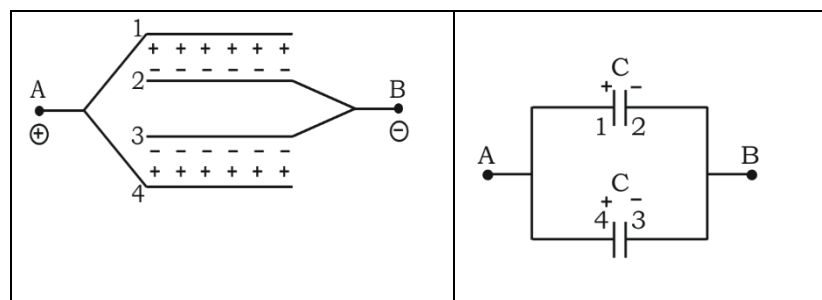 1
+ + + + + +
A
− − − − − −
2
B
⊕
3
⊖
− − − − − −
+ + + + + +
4
C
+ −
1 2
A
B
C
+ −
4 3